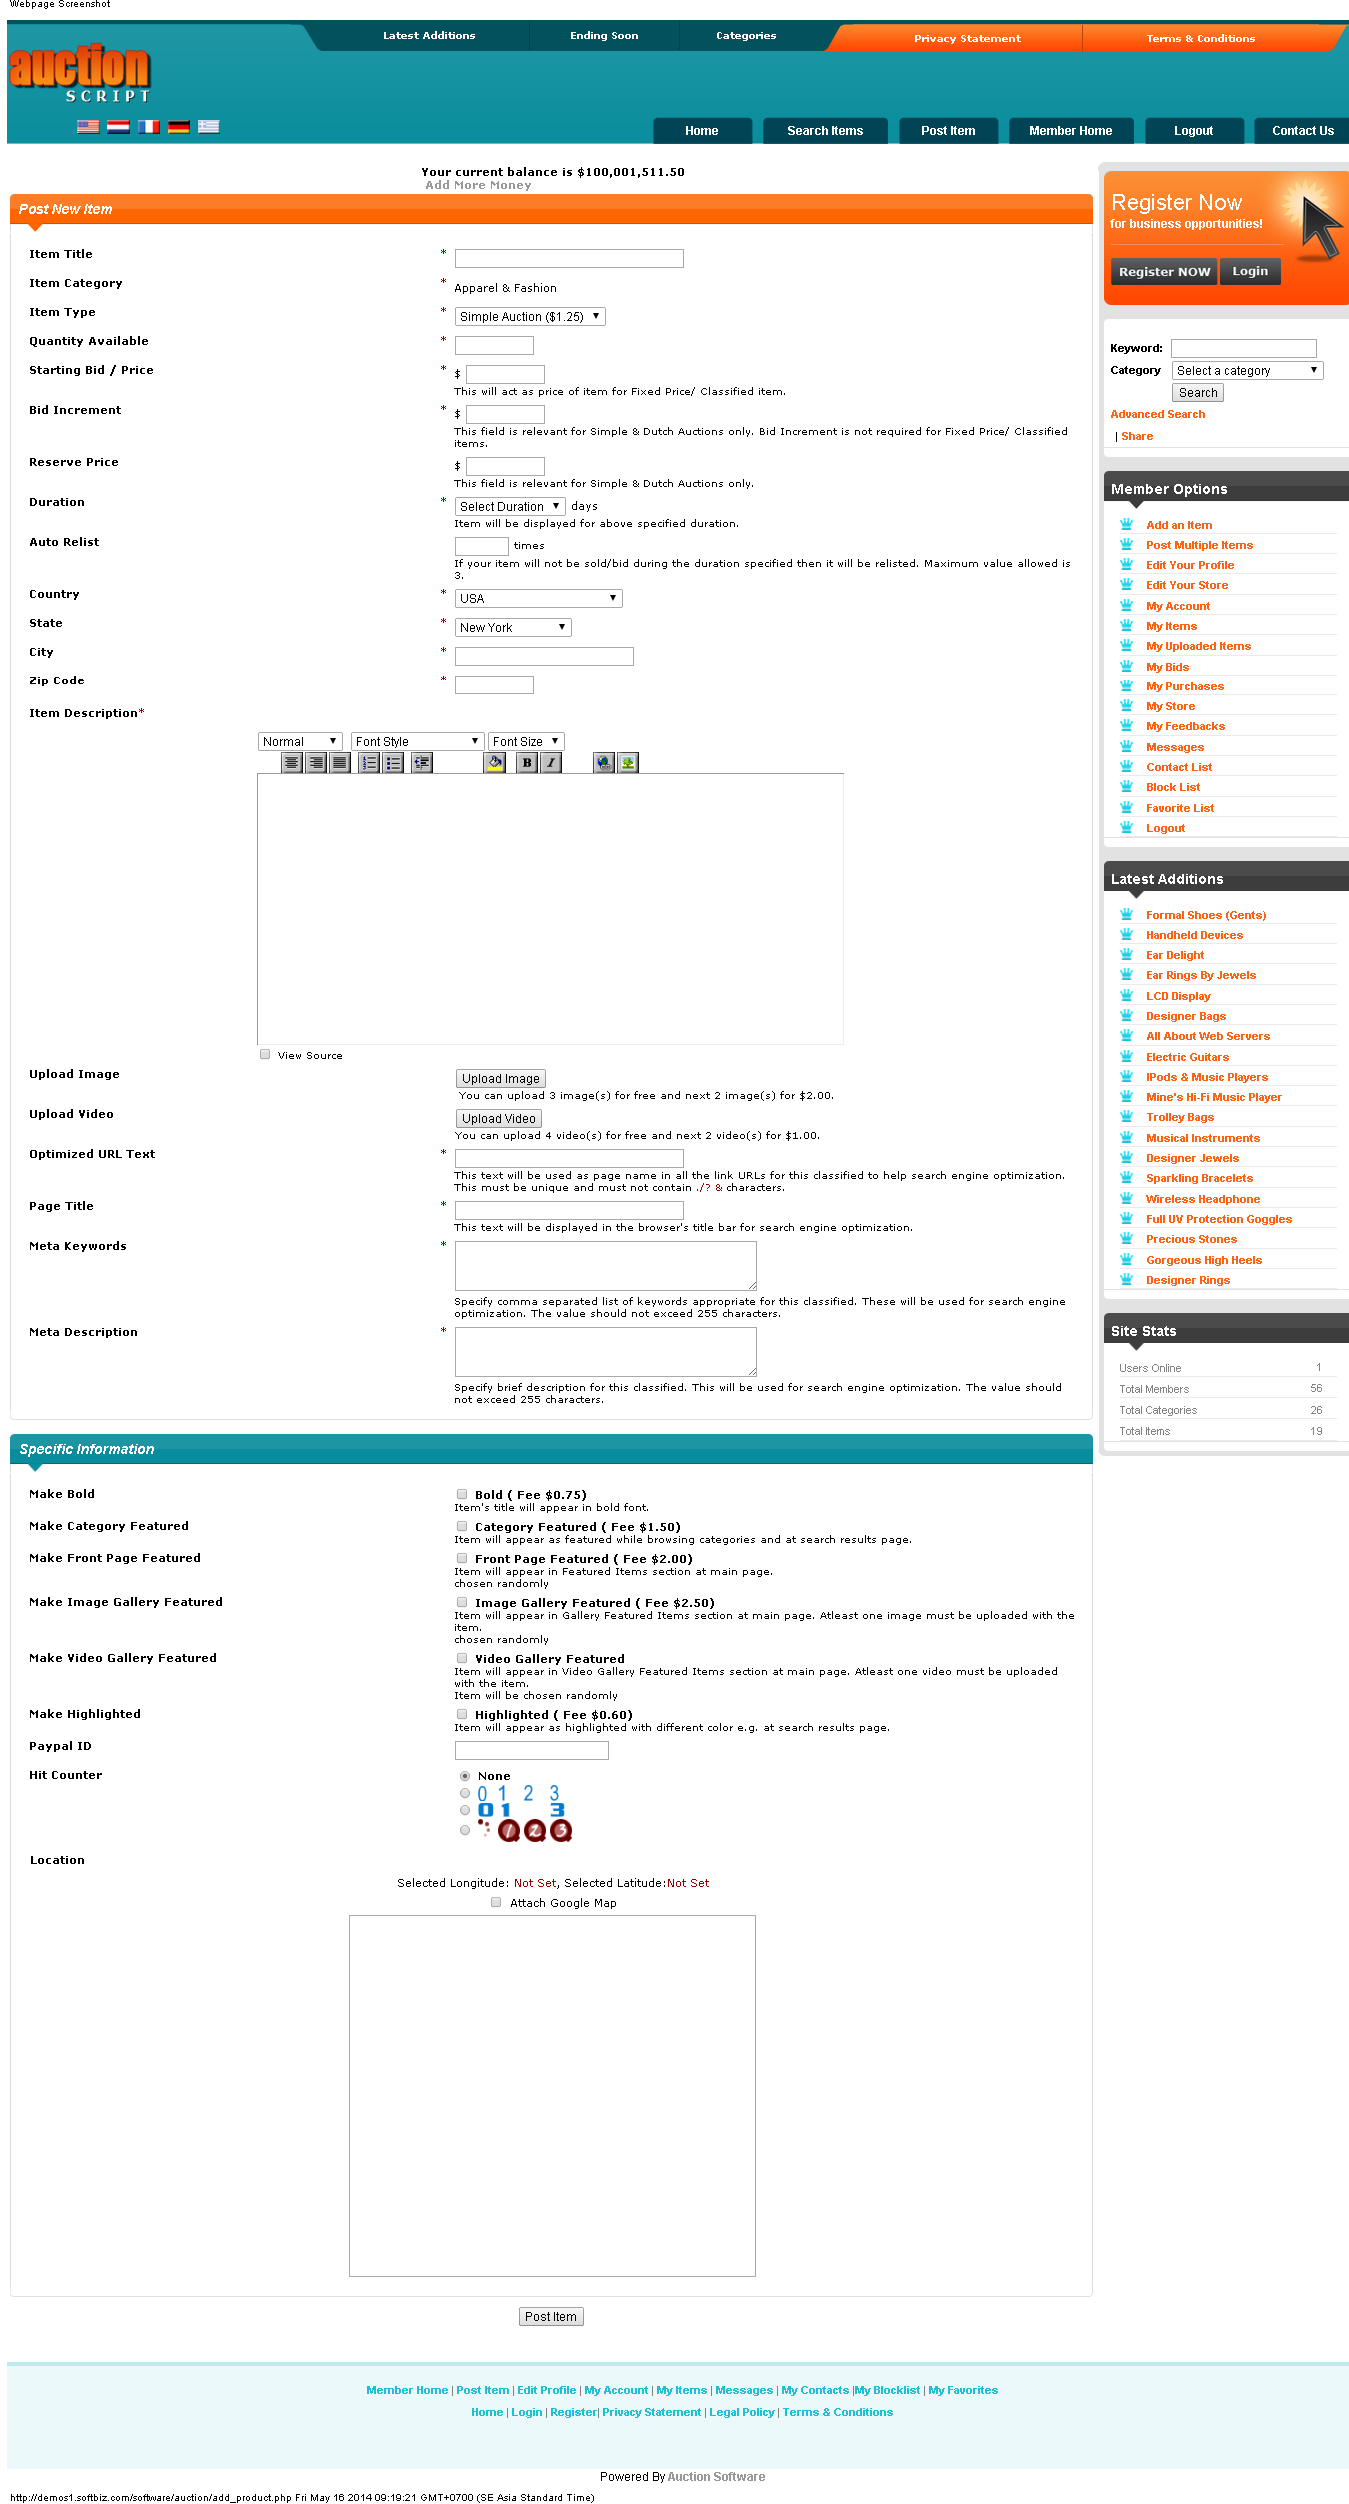 Webpage Screenshot
Latest Additions
Ending Soon
Categories
Privacy Statement
Terms & Conditions
auction
SCRIPT
Home
Search Items
Post Item
Member Home
Logout
Contact Us
Your current balance is $100,001,511.50
Add More Money
Post New Item
Item Title *
Item Category * Apparel & Fashion
Item Type * Simple Auction ($1.25)
Quantity Available *
Starting Bid / Price * $
This will act as price of item for Fixed Price/ Classified item.
Bid Increment * $
This field is relevant for Simple & Dutch Auctions only. Bid Increment is not required for Fixed Price/ Classified
items.
Reserve Price $
This field is relevant for Simple & Dutch Auctions only.
Duration * Select Duration days
Item will be displayed for above specified duration.
Auto Relist times
If your item will not be sold/bid during the duration specified then it will be relisted. Maximum value allowed is
3.
Country * USA
State * New York
City *
Zip Code *
Item Description*
Normal Font Style Font Size
B I
View Source
Upload Image Upload Image
You can upload 3 image(s) for free and next 2 image(s) for $2.00.
Upload Video Upload Video
You can upload 4 video(s) for free and next 2 video(s) for $1.00.
Optimized URL Text *
This text will be used as page name in all the link URLs for this classified to help search engine optimization.
This must be unique and must not contain ./? & characters.
Page Title *
This text will be displayed in the browser's title bar for search engine optimization.
Meta Keywords *
Specify comma separated list of keywords appropriate for this classified. These will be used for search engine
optimization. The value should not exceed 255 characters.
Meta Description *
Specify brief description for this classified. This will be used for search engine optimization. The value should
not exceed 255 characters.
Specific Information
Make Bold Bold ( Fee $0.75)
Item's title will appear in bold font.
Make Category Featured Category Featured ( Fee $1.50)
Item will appear as featured while browsing categories and at search results page.
Make Front Page Featured Front Page Featured ( Fee $2.00)
Item will appear in Featured Items section at main page.
chosen randomly
Make Image Gallery Featured Image Gallery Featured ( Fee $2.50)
Item will appear in Gallery Featured Items section at main page. Atleast one image must be uploaded with the
item.
chosen randomly
Make Video Gallery Featured Video Gallery Featured
Item will appear in Video Gallery Featured Items section at main page. Atleast one video must be uploaded
with the item.
Item will be chosen randomly
Make Highlighted Highlighted ( Fee $0.60)
Item will appear as highlighted with different color e.g. at search results page.
Paypal ID
Hit Counter None
0 1 2 3
0 1 3
1 2 3
Location
Selected Longitude: Not Set, Selected Latitude:Not Set
Attach Google Map
Post Item
Register Now
for business opportunities!
Register NOW Login
Keyword:
Category Select a category
Search
Advanced Search
| Share
Member Options
Add an Item
Post Multiple Items
Edit Your Profile
Edit Your Store
My Account
My Items
My Uploaded Items
My Bids
My Purchases
My Store
My Feedbacks
Messages
Contact List
Block List
Favorite List
Logout
Latest Additions
Formal Shoes (Gents)
Handheld Devices
Ear Delight
Ear Rings By Jewels
LCD Display
Designer Bags
All About Web Servers
Electric Guitars
IPods & Music Players
Mine's Hi-Fi Music Player
Trolley Bags
Musical Instruments
Designer Jewels
Sparkling Bracelets
Wireless Headphone
Full UV Protection Goggles
Precious Stones
Gorgeous High Heels
Designer Rings
Site Stats
Users Online 1
Total Members 56
Total Categories 26
Total Items 19
Member Home | Post Item | Edit Profile | My Account | My Items | Messages | My Contacts |My Blocklist | My Favorites
Home | Login | Register| Privacy Statement | Legal Policy | Terms & Conditions
Powered By Auction Software
http://demos1.softbiz.com/software/auction/add_product.php Fri May 16 2014 09:19:21 GMT+0700 (SE Asia Standard Time)